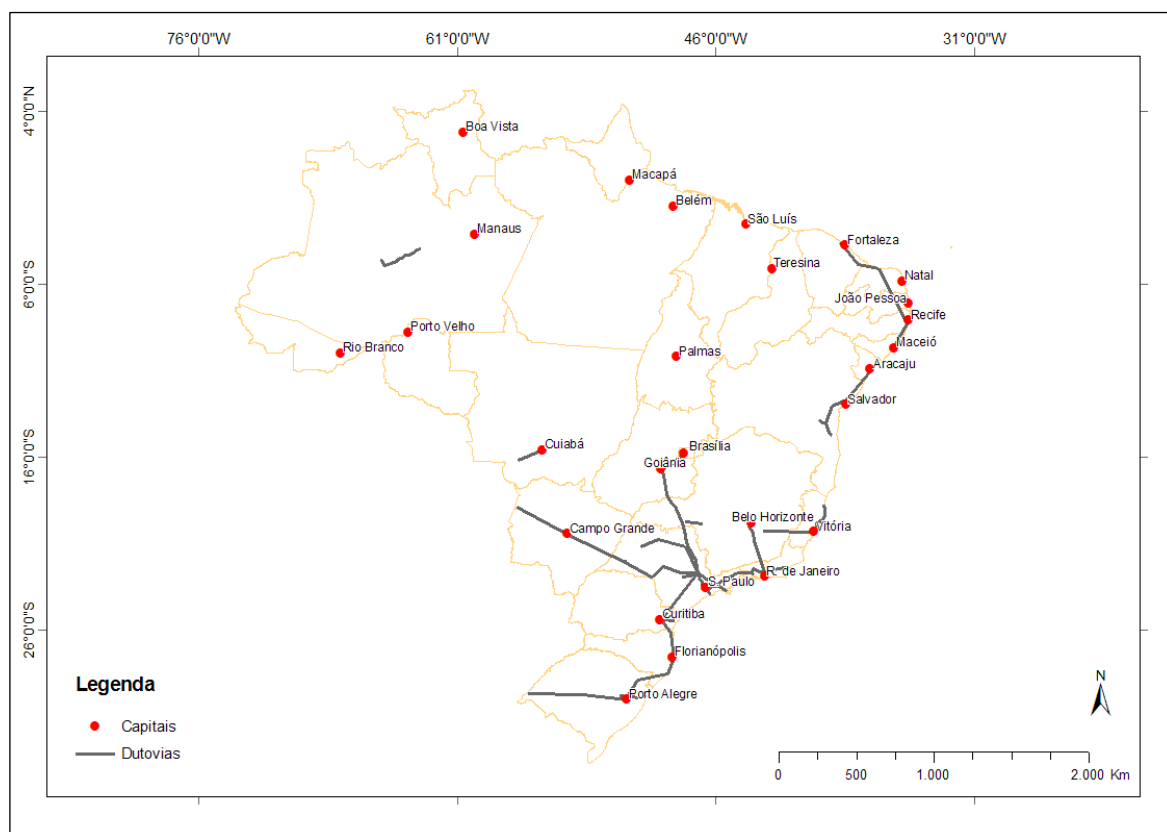 76°0'0"W 61°0'0"W 46°0'0"W 31°0'0"W
4°0'0"N
6°0'0"S
16°0'0"S
26°0'0"S
Boa Vista
Macapá
Belém
São Luís
Manaus
Fortaleza
Teresina
Natal
João Pessoa
Recife
Porto Velho
Rio Branco
Maceió
Palmas
Aracaju
Salvador
Cuiabá
Brasília
Goiânia
Belo Horizonte
Campo Grande
Vitória
R. de Janeiro
S. Paulo
Curitiba
Florianópolis
Porto Alegre
Legenda
Capitais
Dutovias
N
0 500 1.000 2.000 Km